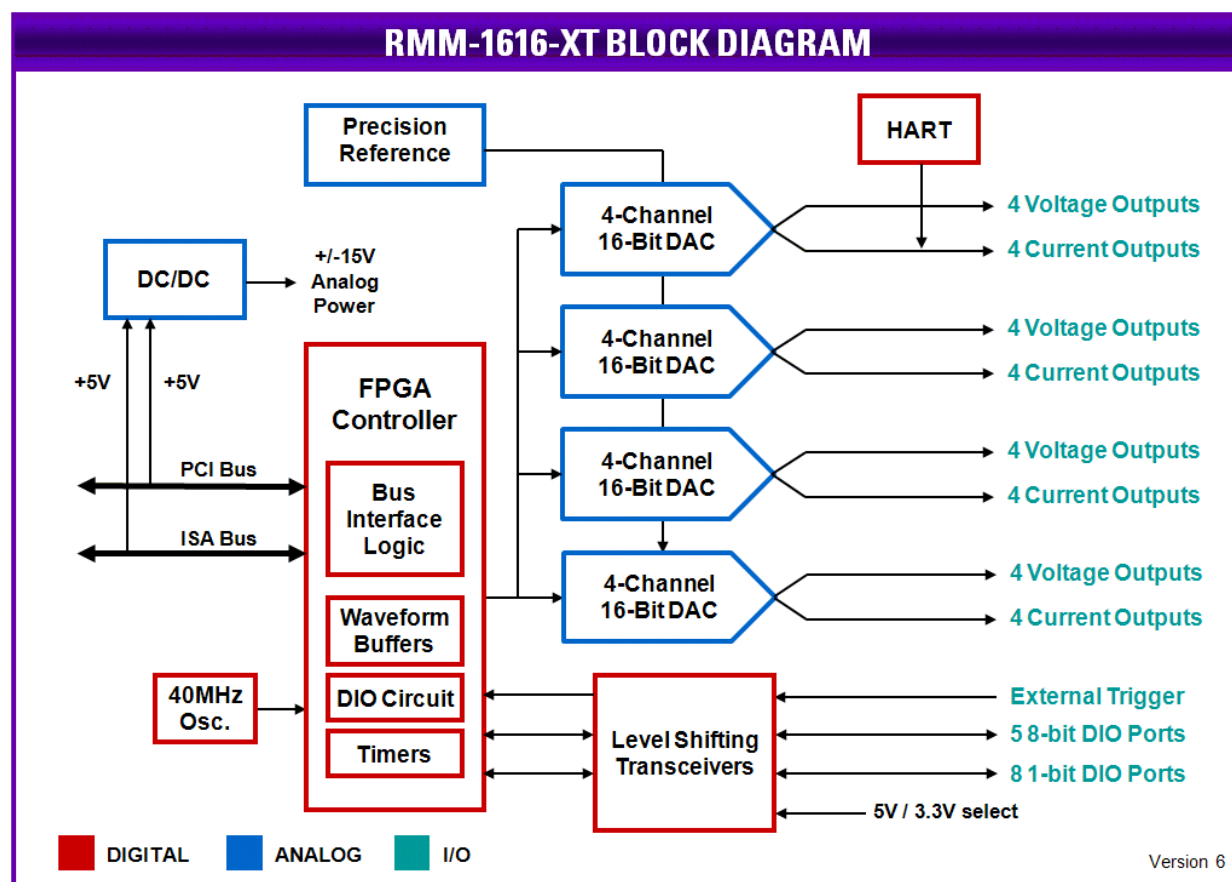 RMM-1616-XT BLOCK DIAGRAM
Precision
Reference
HART
4-Channel
16-Bit DAC
4 Voltage Outputs
4 Current Outputs
DC/DC
+/-15V
Analog
Power
4-Channel
16-Bit DAC
4 Voltage Outputs
4 Current Outputs
+5V
+5V
FPGA
Controller
4-Channel
16-Bit DAC
4 Voltage Outputs
4 Current Outputs
PCI Bus
ISA Bus
Bus
Interface
Logic
4-Channel
16-Bit DAC
4 Voltage Outputs
4 Current Outputs
Waveform
Buffers
40MHz
Osc.
DIO Circuit
Timers
Level Shifting
Transceivers
External Trigger
5 8-bit DIO Ports
8 1-bit DIO Ports
5V / 3.3V select
DIGITAL
ANALOG
I/O
Version 6